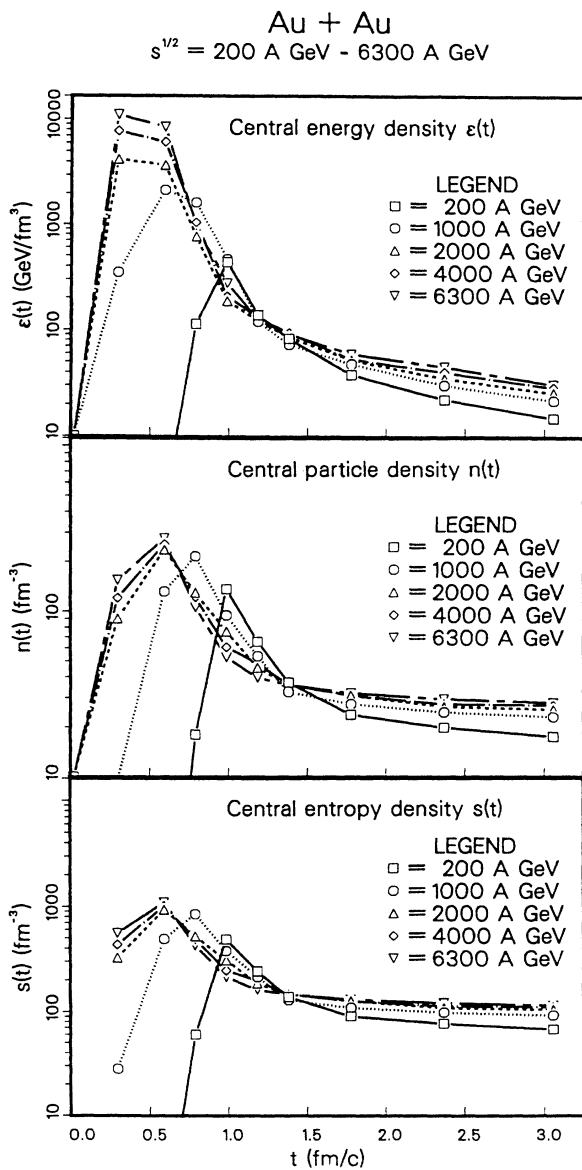 Au + Au
s^1/2 = 200 A GeV - 6300 A GeV
Central energy density ε(t)
LEGEND
= 200 A GeV
= 1000 A GeV
= 2000 A GeV
= 4000 A GeV
= 6300 A GeV
ε(t) (GeV/fm³)
10000
1000
100
10
Central particle density n(t)
LEGEND
= 200 A GeV
= 1000 A GeV
= 2000 A GeV
= 4000 A GeV
= 6300 A GeV
n(t) (fm⁻³)
100
10
Central entropy density s(t)
LEGEND
= 200 A GeV
= 1000 A GeV
= 2000 A GeV
= 4000 A GeV
= 6300 A GeV
s(t) (fm⁻³)
1000
100
10
0.0 0.5 1.0 1.5 2.0 2.5 3.0
t (fm/c)